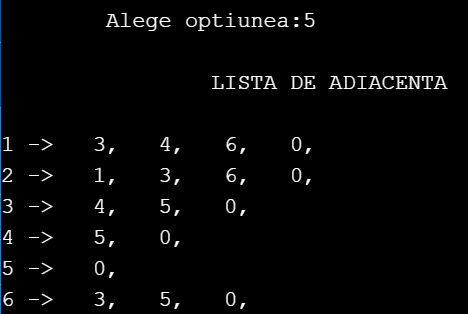 Alege optiunea:5
LISTA DE ADIACENTA
1 -> 3, 4, 6, 0,
2 -> 1, 3, 6, 0,
3 -> 4, 5, 0,
4 -> 5, 0,
5 -> 0,
6 -> 3, 5, 0,